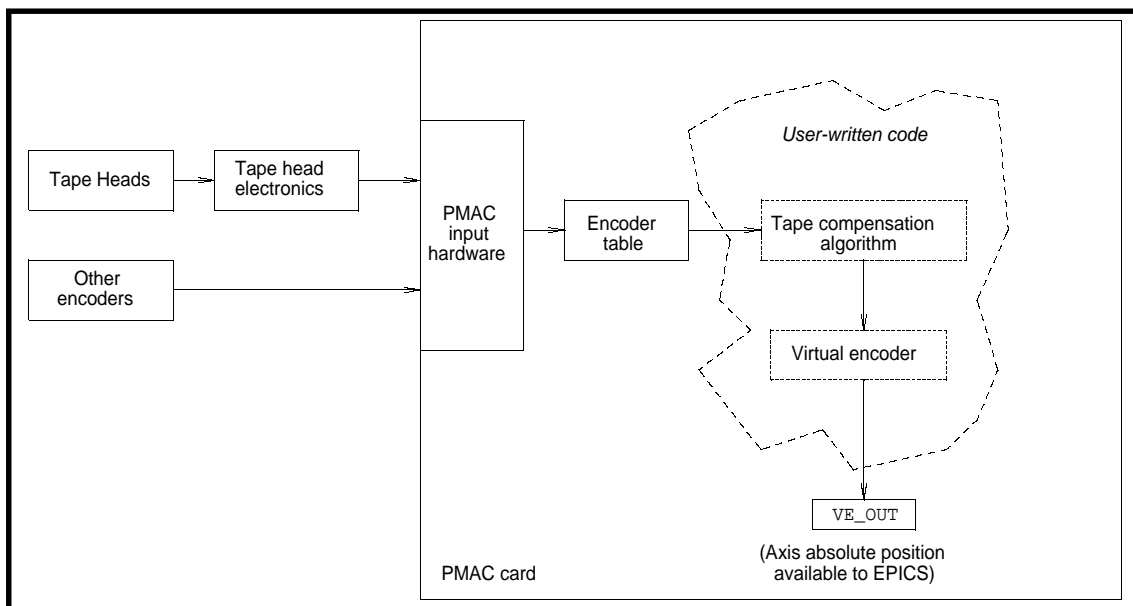 User-written code
Tape Heads
Tape head
electronics
PMAC
input
hardware
Encoder
table
Tape compensation
algorithm
Other
encoders
Virtual encoder
VE_OUT
(Axis absolute position
available to EPICS)
PMAC card